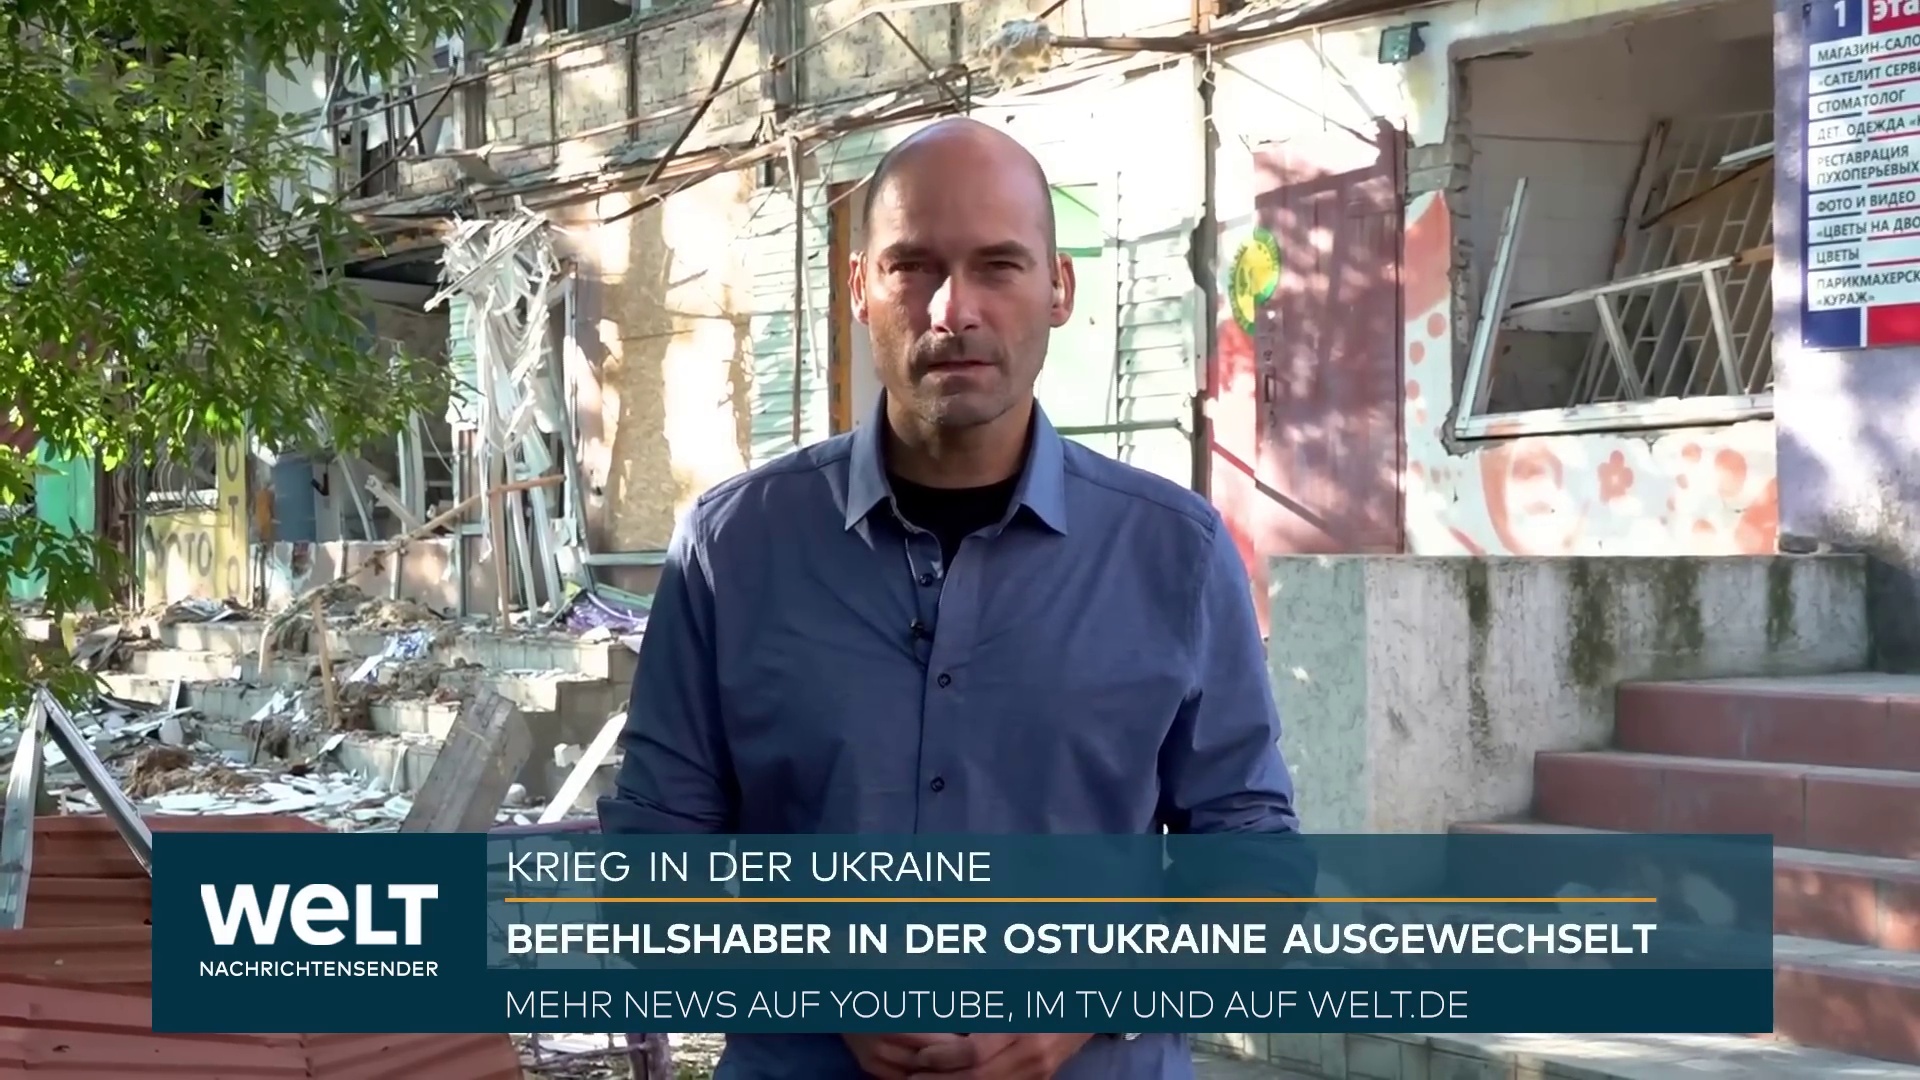 1 эта
МАГАЗИН-САЛО
«САТЕЛИТ СЕРВИ
СТОМАТОЛОГ
ДЕТ. ОДЕЖДА «
РЕСТАВРАЦИЯ
ПУХОПЕРЬЕВЫХ
ФОТО И ВИДЕО
«ЦВЕТЫ НА ДВО
ЦВЕТЫ
ПАРИКМАХЕРСК
«КУРАЖ»
KRIEG IN DER UKRAINE
BEFEHLSHABER IN DER OSTUKRAINE AUSGEWECHSELT
MEHR NEWS AUF YOUTUBE, IM TV UND AUF WELT.DE
WELT
NACHRICHTENSENDER